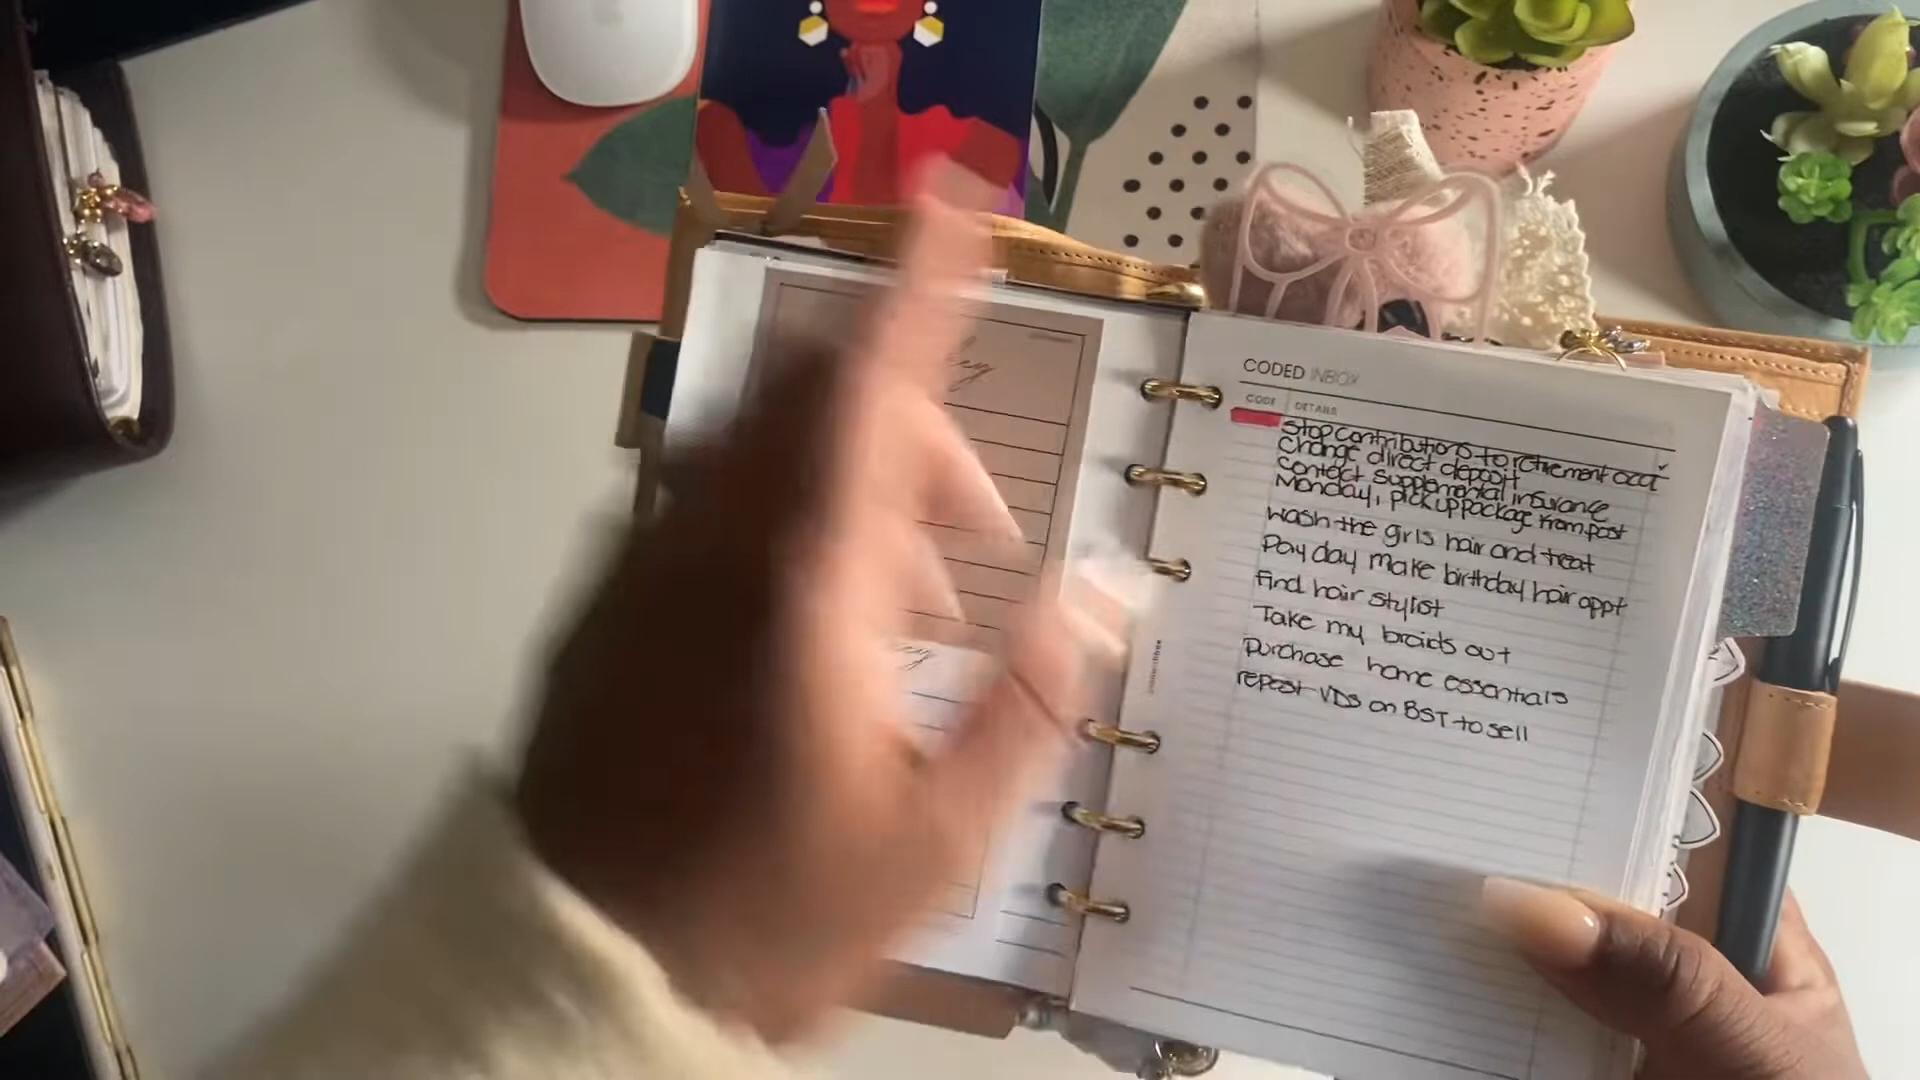 CODED INBOX
CODE DETAILS
Stop contributions to retirement acct ✓
Change direct deposit
contact supplemental insurance
Monday, pick up package from post
wash the girls hair and treat
Pay day make birthday hair appt
Find hair stylist
Take my braids out
purchase home essentials
repost VDS on BST to sell